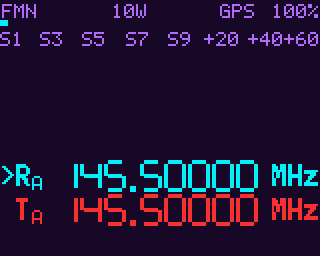 FMN 10W GPS 100%
S1 S3 S5 S7 S9 +20 +40+60
>RA 145.50000 MHz
TA 145.50000 MHz